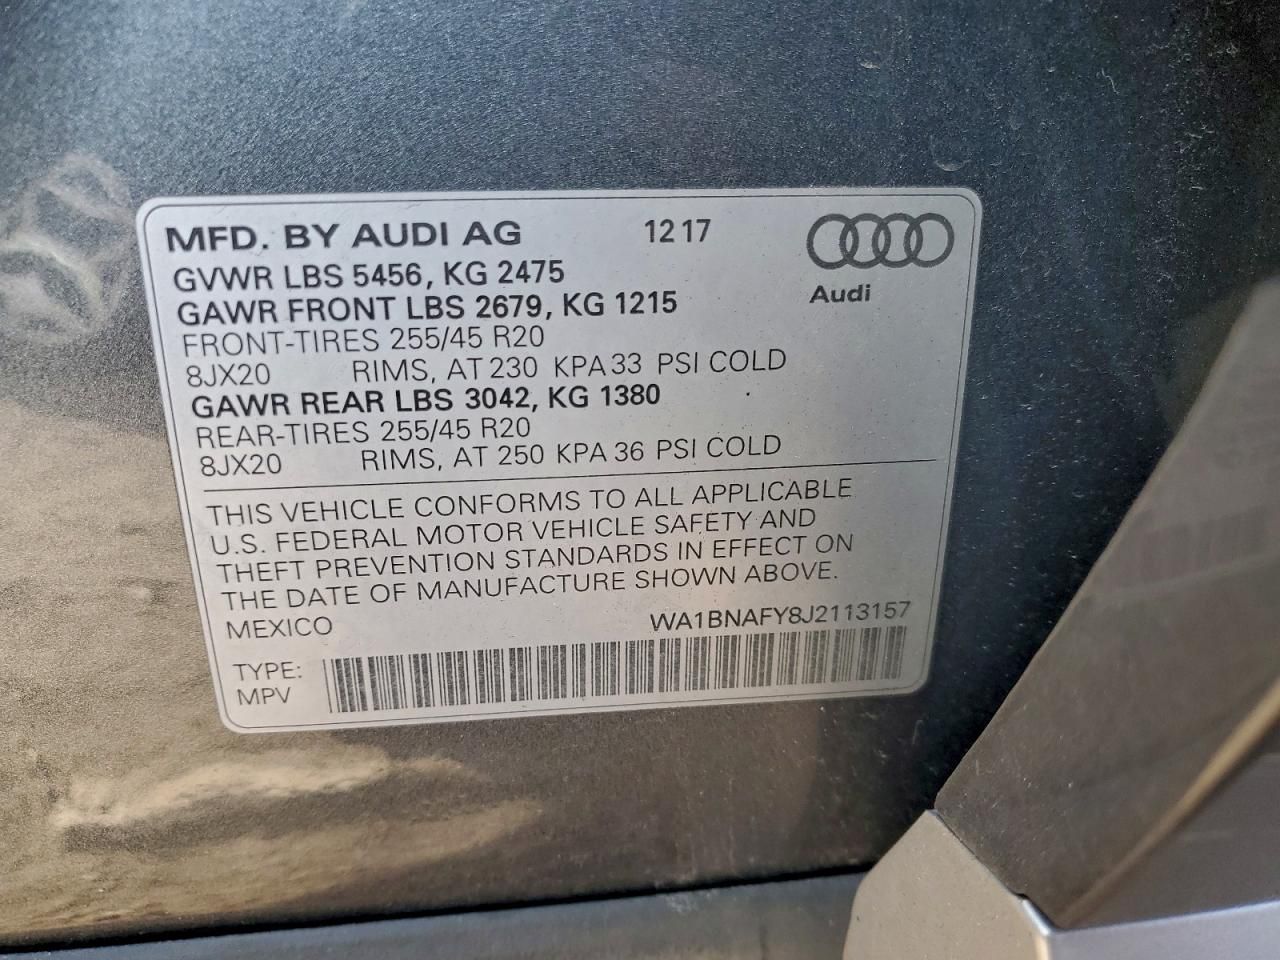 MFD. BY AUDI AG 12 17
GVWR LBS 5456, KG 2475
Audi
GAWR FRONT LBS 2679, KG 1215
FRONT-TIRES 255/45 R20
8JX20 RIMS, AT 230 KPA 33 PSI COLD
GAWR REAR LBS 3042, KG 1380
REAR-TIRES 255/45 R20
8JX20 RIMS, AT 250 KPA 36 PSI COLD
THIS VEHICLE CONFORMS TO ALL APPLICABLE
U.S. FEDERAL MOTOR VEHICLE SAFETY AND
THEFT PREVENTION STANDARDS IN EFFECT ON
THE DATE OF MANUFACTURE SHOWN ABOVE.
MEXICO WA1BNAFY8J2113157
TYPE:
MPV